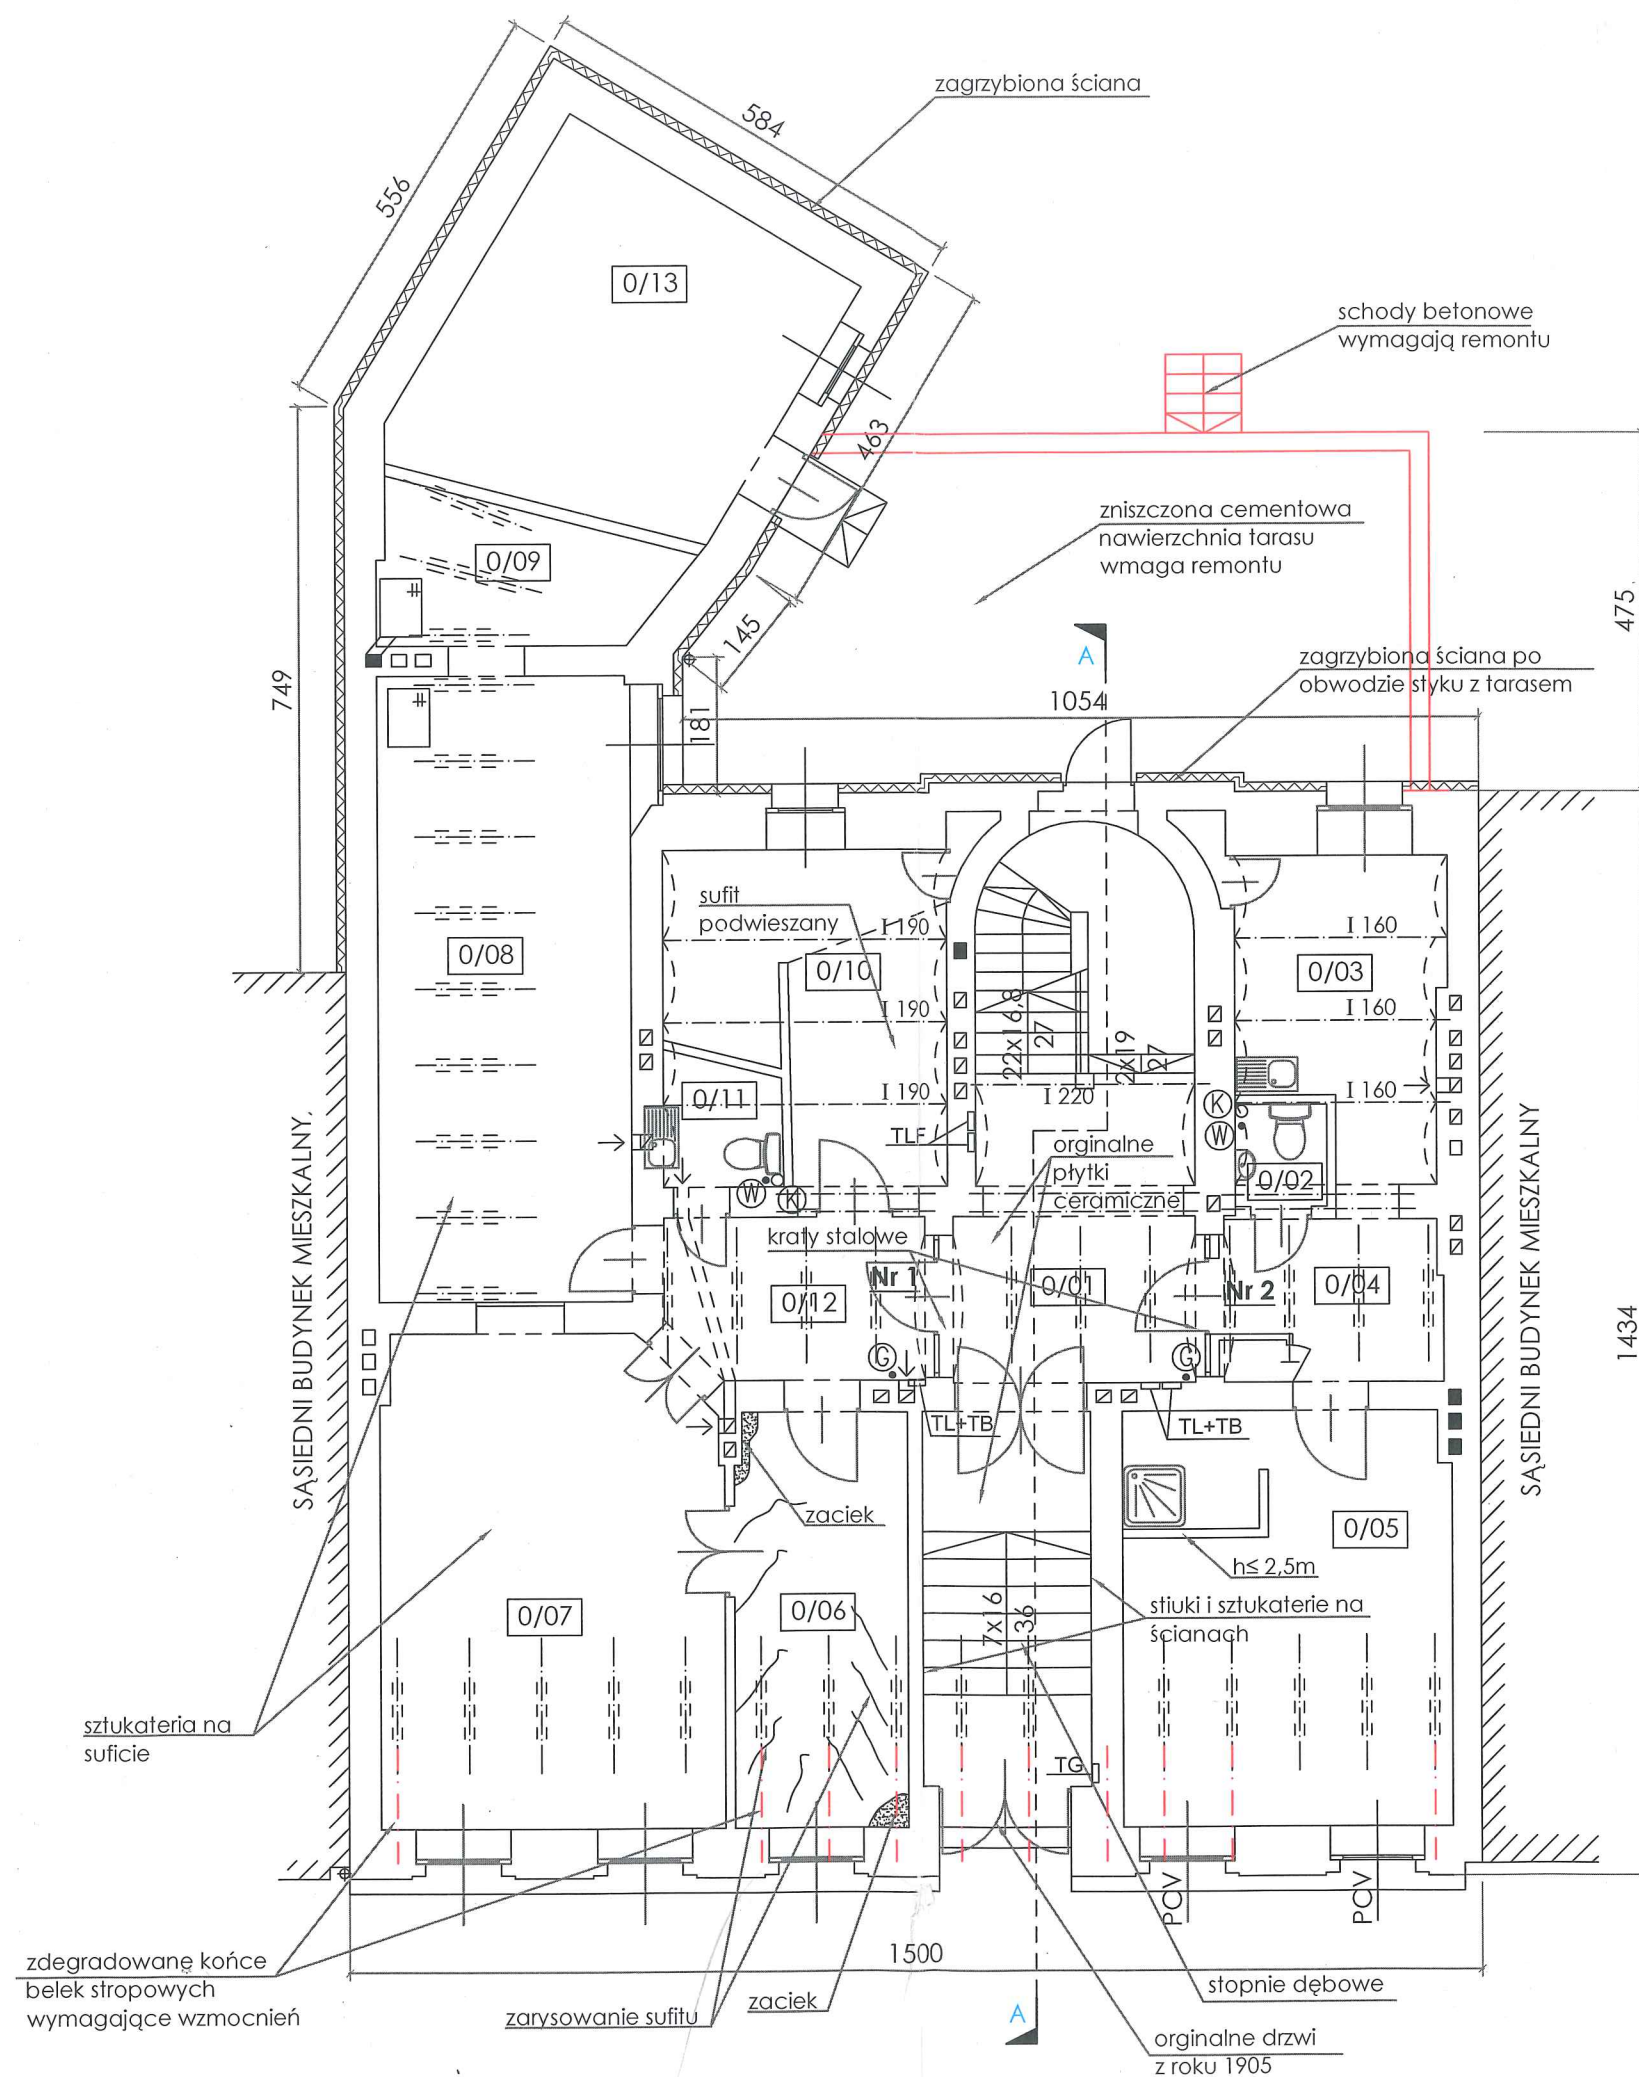 zagrzybiona ściana
584
556
0/13
schody betonowe
wymagają remontu
463
zniszczona cementowa
nawierzchnia tarasu
wmaga remontu
0/09
475
145
A
zagrzybiona ściana po
obwodzie styku z tarasem
749
1054
181
sufit
podwieszany
I 190
I 160
0/08
0/10
0/03
I 190
22x16,8
27
I 160
2x19
27
0/11
I 190
I 220
K
I 160
TLF
W
orginalne
płytki
ceramiczne
0/02
W
K
SĄSIEDNI BUDYNEK MIESZKALNY
SĄSIEDNI BUDYNEK MIESZKALNY
kraty stalowe
Nr 1
0/01
Nr 2
0/04
0/12
1434
G
G
TL+TB
TL+TB
zaciek
0/05
h≤ 2,5m
0/07
0/06
7x16
36
stiuki i sztukaterie na
ścianach
sztukateria na
suficie
TG
PCV
PCV
1500
zdegradowane końce
belek stropowych
wymagające wzmocnień
zarysowanie sufitu
zaciek
A
stopnie dębowe
orginalne drzwi
z roku 1905